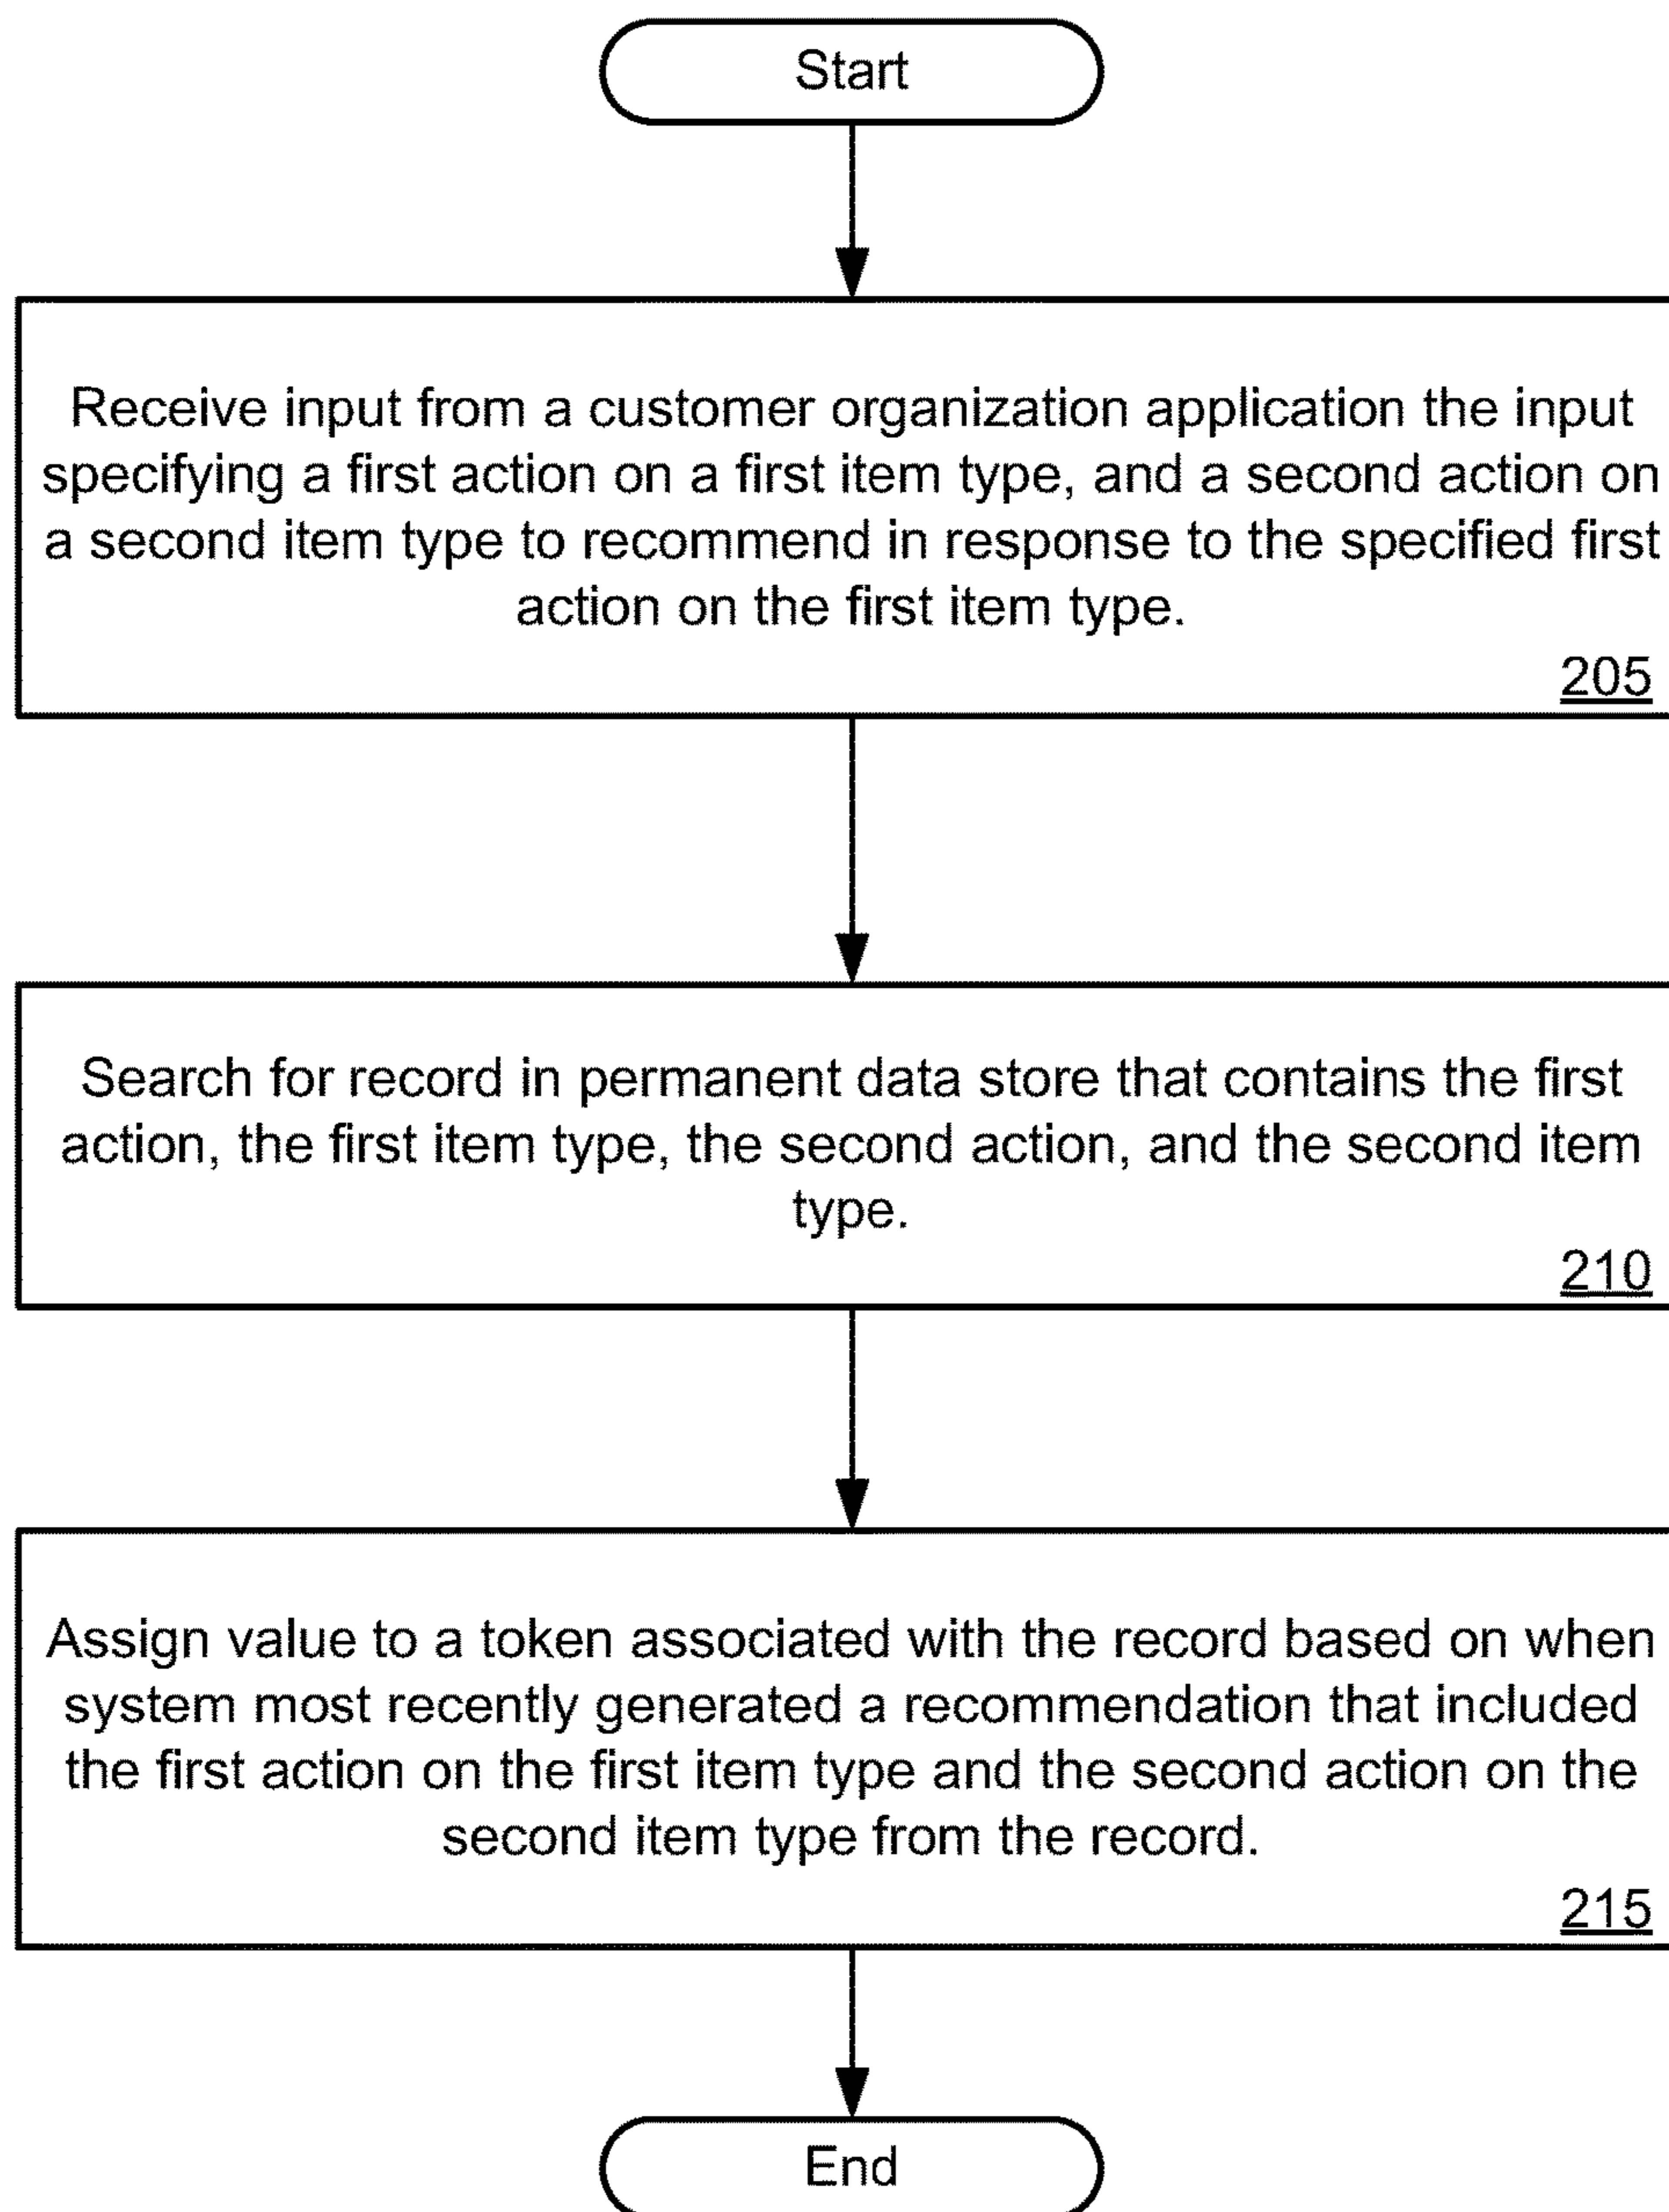 Start
Receive input from a customer organization application the input
specifying a first action on a first item type, and a second action on
a second item type to recommend in response to the specified first
action on the first item type.
205
Search for record in permanent data store that contains the first
action, the first item type, the second action, and the second item
type.
210
Assign value to a token associated with the record based on when
system most recently generated a recommendation that included
the first action on the first item type and the second action on the
second item type from the record.
215
End